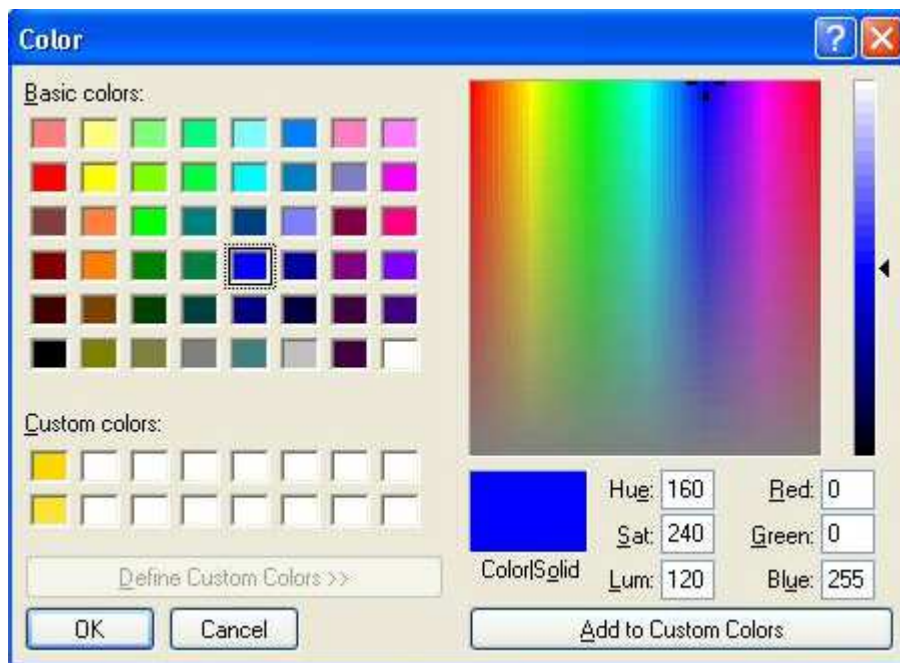 Color
?
Basic colors:
Custom colors:
Define Custom Colors >>
OK
Cancel
Color|Solid
Hue: 160
Sat: 240
Lum: 120
Red: 0
Green: 0
Blue: 255
Add to Custom Colors